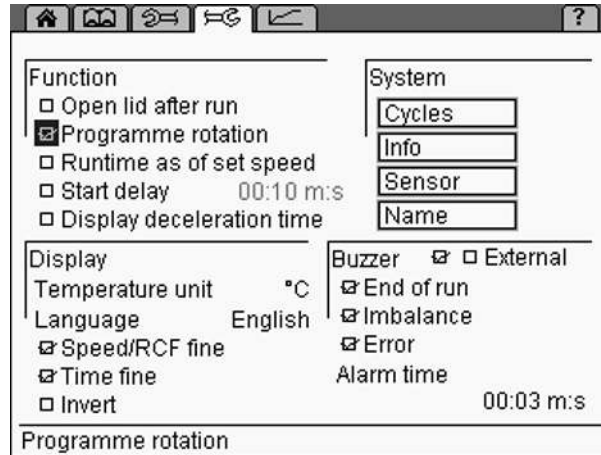 ?
Function
Open lid after run
Programme rotation
Runtime as of set speed
Start delay 00:10 m:s
Display deceleration time
System
Cycles
Info
Sensor
Name
Display
Temperature unit °C
Language English
Speed/RCF fine
Time fine
Invert
Buzzer External
End of run
Imbalance
Error
Alarm time
00:03 m:s
Programme rotation